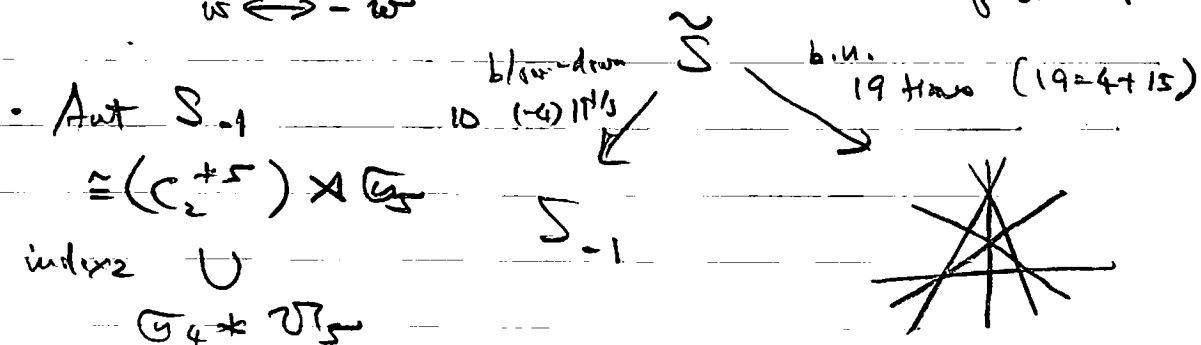 w ↔ - w
S̃
blow-down
10 (-4) P¹'s
b.u.
19 times (19=4+15)
· Aut S₋₁
≅ (C₂*⁵) ⋊ 𝔖₅
S₋₁
index 2 ∪
𝔖₄ * 𝔄₅